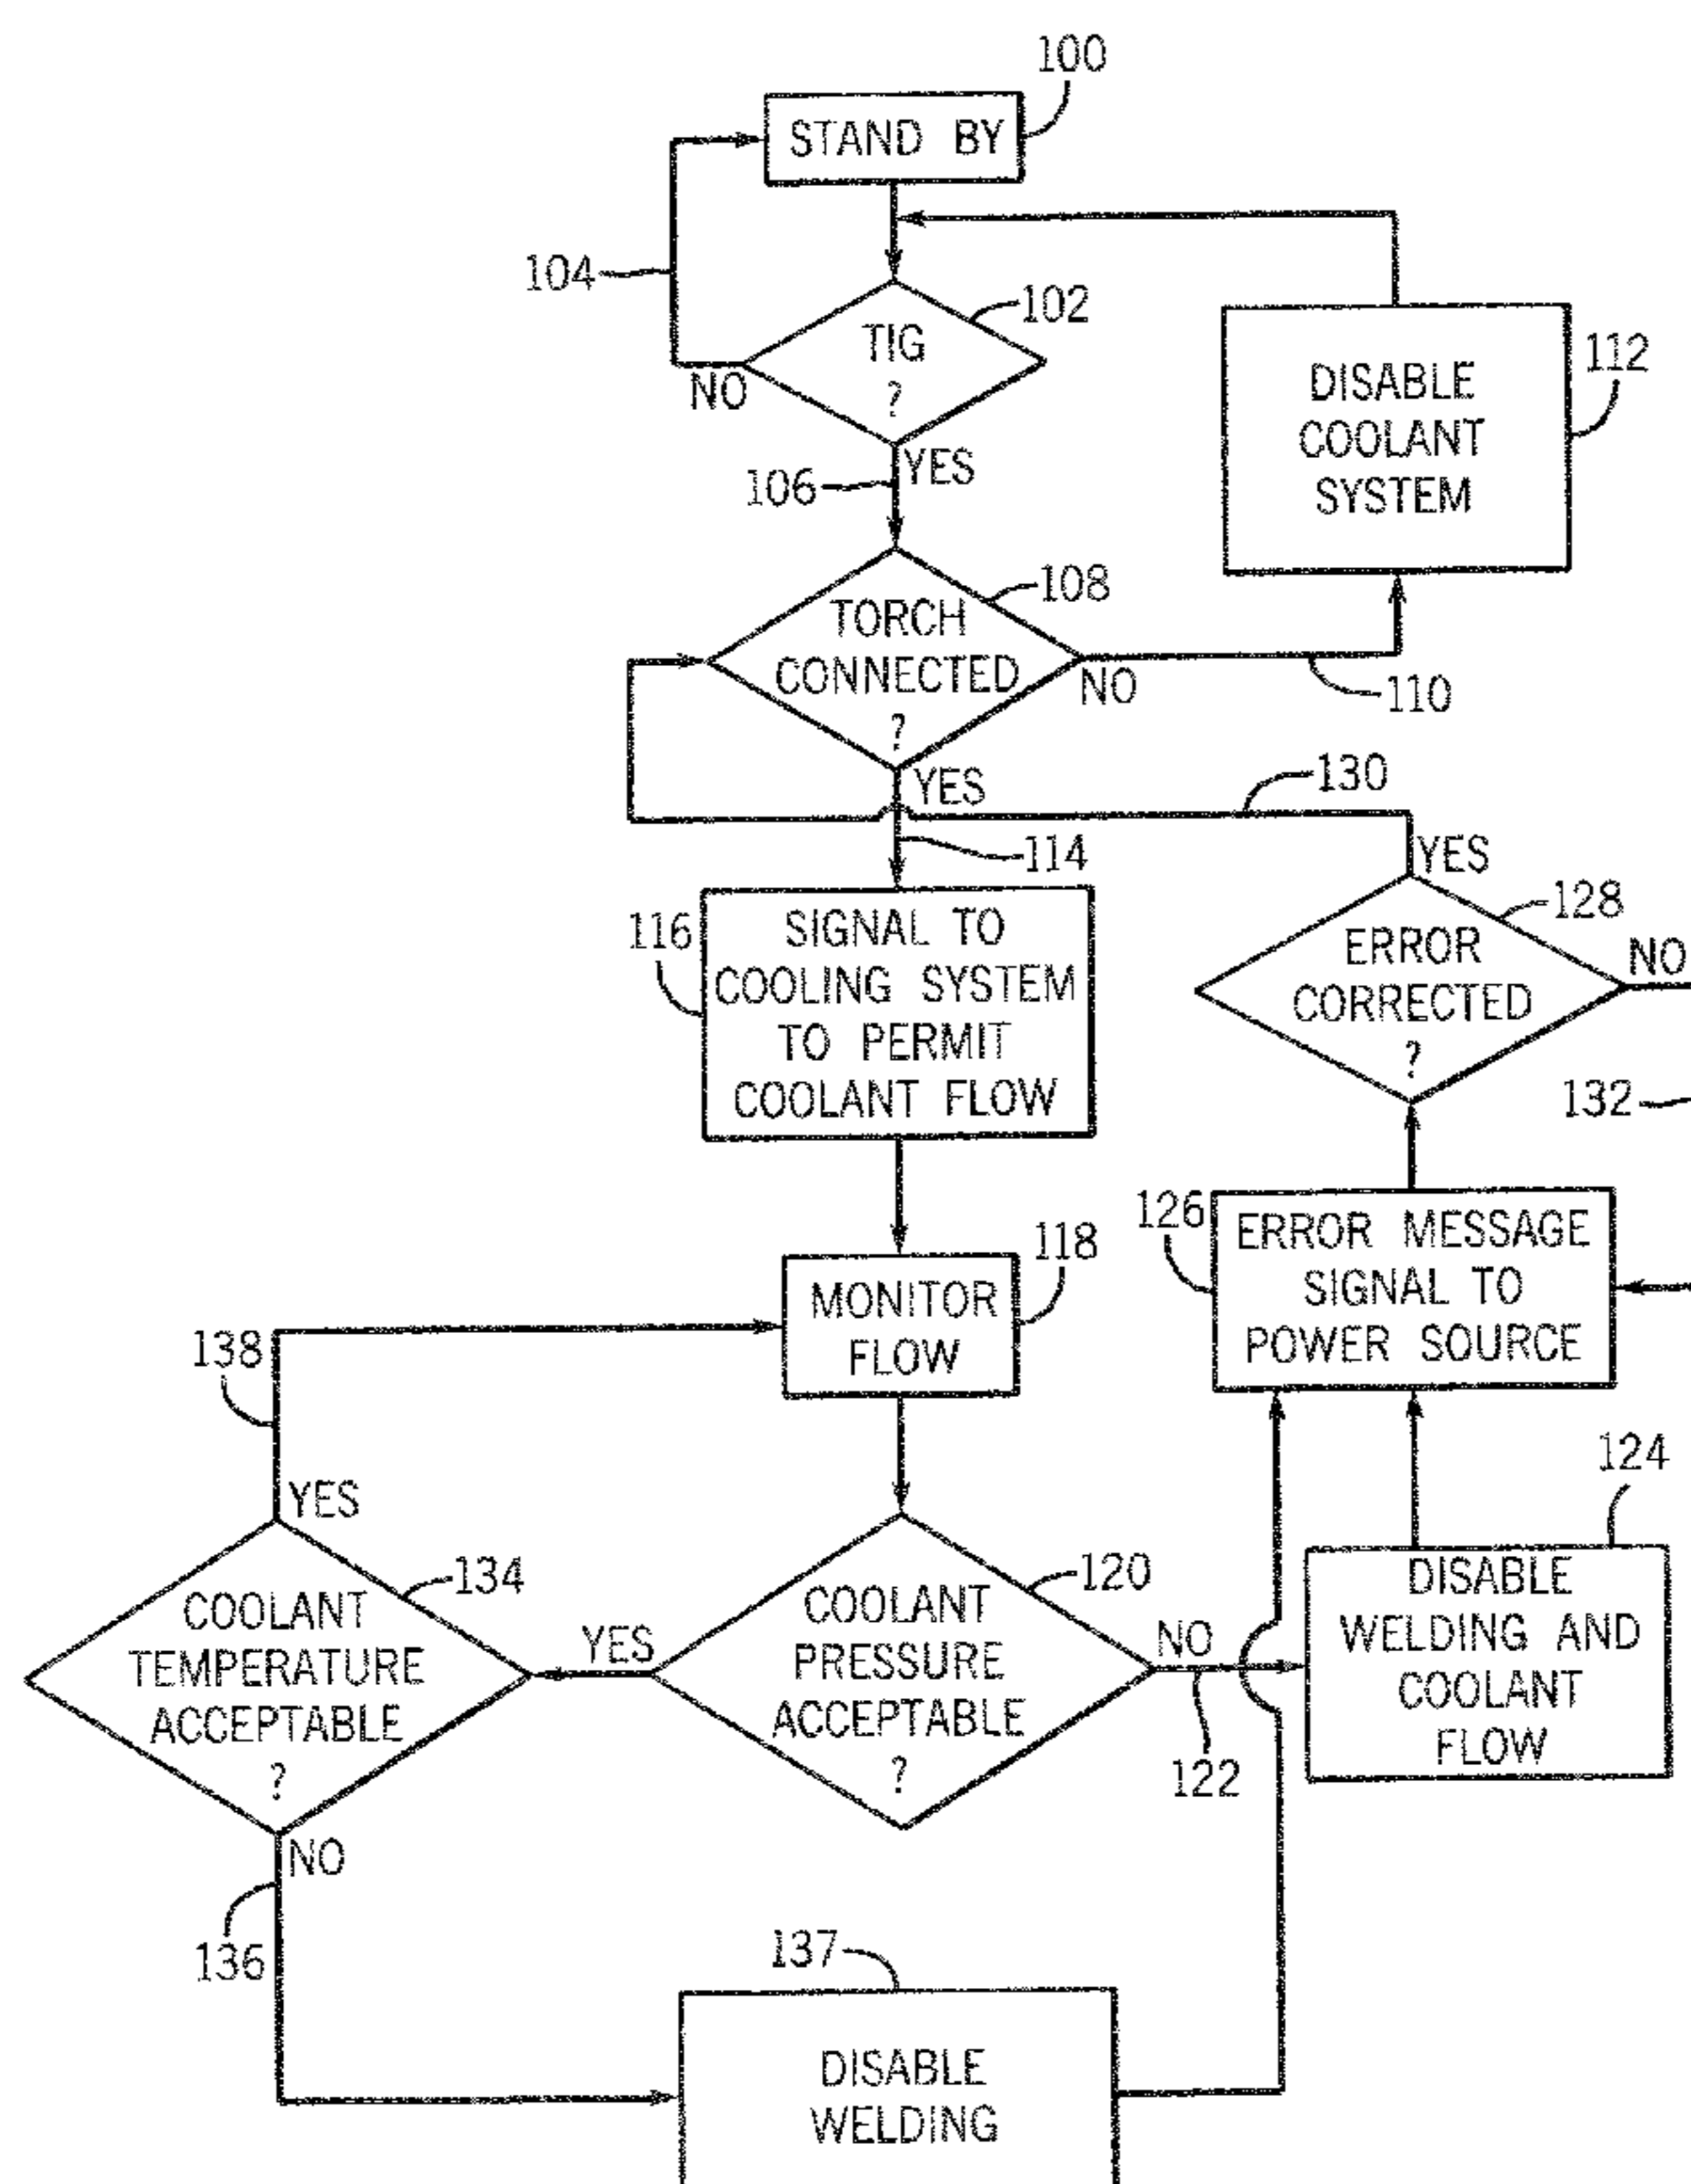 100
STAND BY
104
102
TIG
?
NO
YES
106
112
DISABLE
COOLANT
SYSTEM
108
TORCH
CONNECTED
?
NO
110
YES
130
114
YES
128
116
SIGNAL TO
COOLING SYSTEM
TO PERMIT
COOLANT FLOW
ERROR
CORRECTED
?
NO
132
126
ERROR MESSAGE
SIGNAL TO
POWER SOURCE
118
MONITOR
FLOW
138
YES
124
134
COOLANT
TEMPERATURE
ACCEPTABLE
?
YES
120
COOLANT
PRESSURE
ACCEPTABLE
?
NO
122
DISABLE
WELDING AND
COOLANT
FLOW
NO
136
137
DISABLE
WELDING